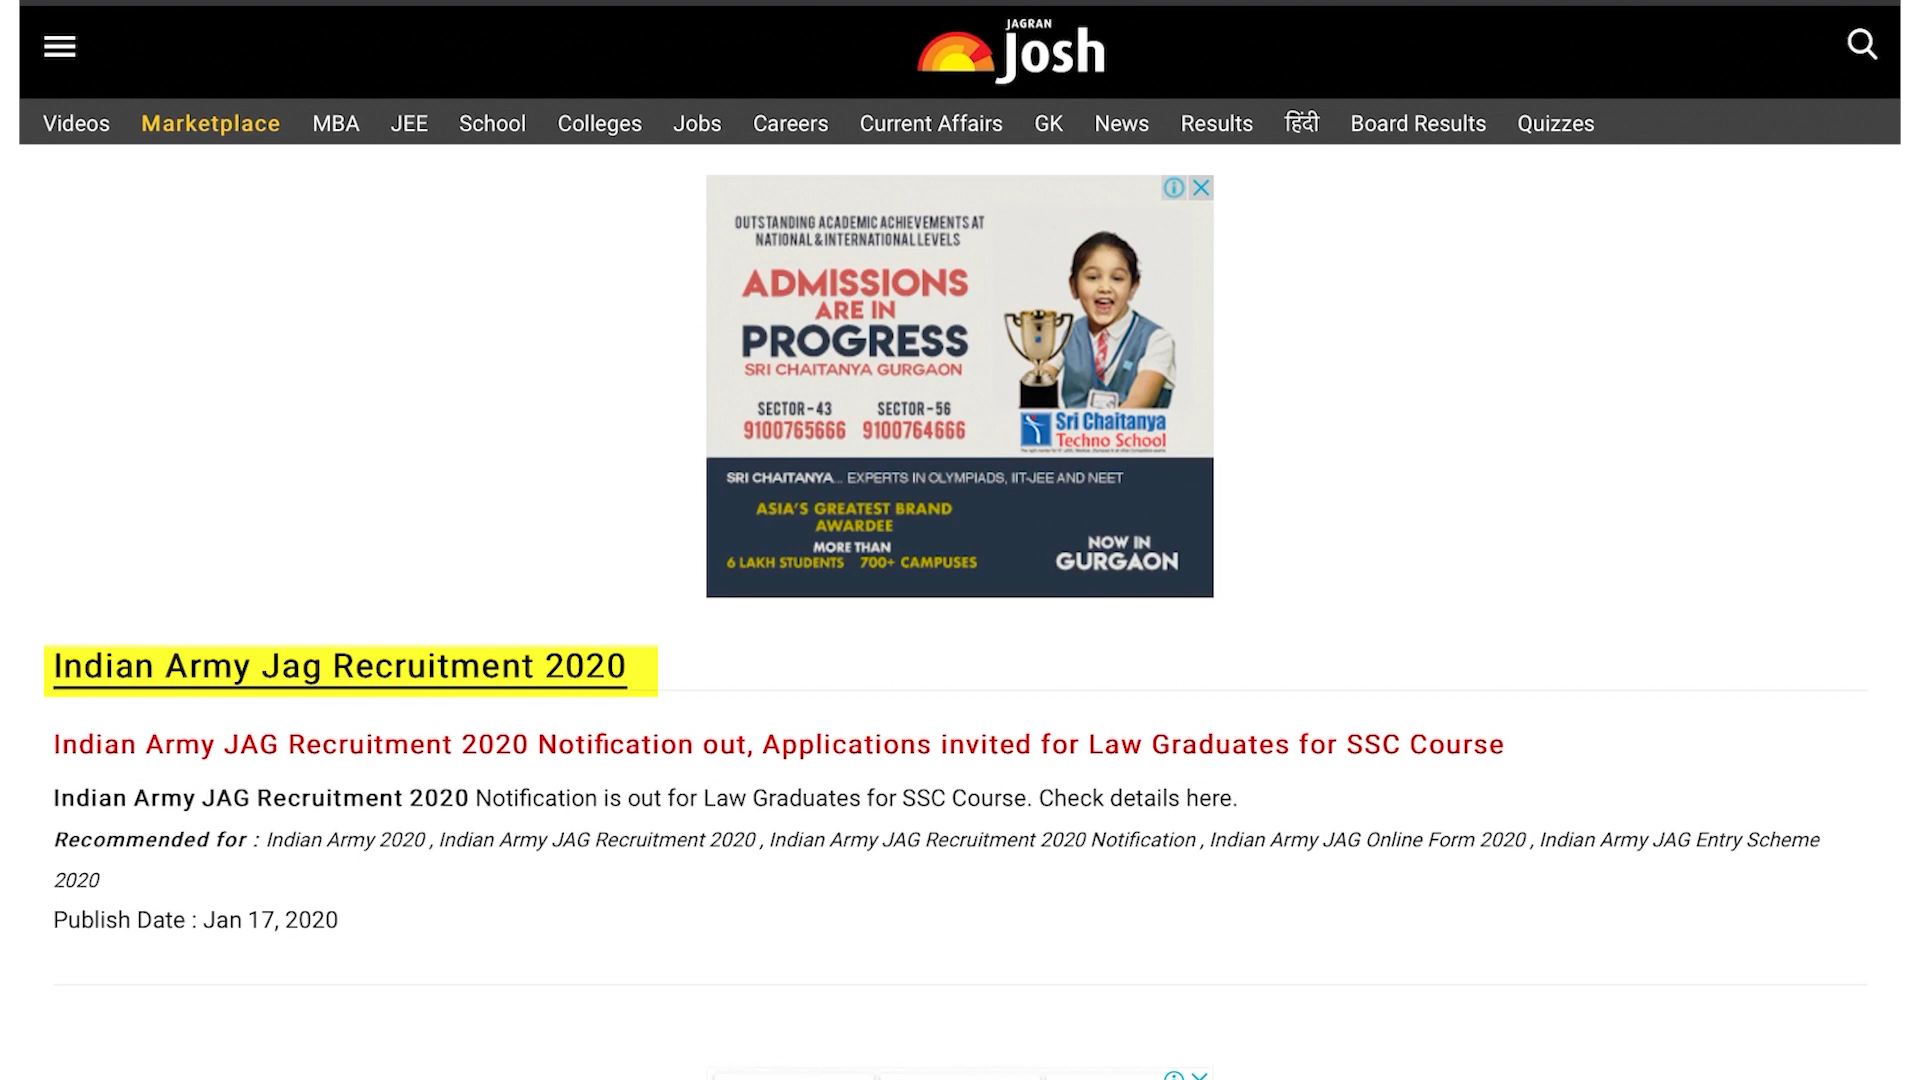 JAGRAN
Josh
Videos Marketplace MBA JEE School Colleges Jobs Careers Current Affairs GK News Results हिंदी Board Results Quizzes
OUTSTANDING ACADEMIC ACHIEVEMENTS AT
NATIONAL & INTERNATIONAL LEVELS
ADMISSIONS
ARE IN
PROGRESS
SRI CHAITANYA GURGAON
SECTOR-43 SECTOR-56
9100765666 9100764666
Sri Chaitanya
Techno School
SRI CHAITANYA... EXPERTS IN OLYMPIADS, IIT-JEE AND NEET
ASIA'S GREATEST BRAND
AWARDEE
MORE THAN
6 LAKH STUDENTS 700+ CAMPUSES
NOW IN
GURGAON
Indian Army Jag Recruitment 2020
Indian Army JAG Recruitment 2020 Notification out, Applications invited for Law Graduates for SSC Course
Indian Army JAG Recruitment 2020 Notification is out for Law Graduates for SSC Course. Check details here.
Recommended for : Indian Army 2020 , Indian Army JAG Recruitment 2020 , Indian Army JAG Recruitment 2020 Notification , Indian Army JAG Online Form 2020 , Indian Army JAG Entry Scheme
2020
Publish Date : Jan 17, 2020